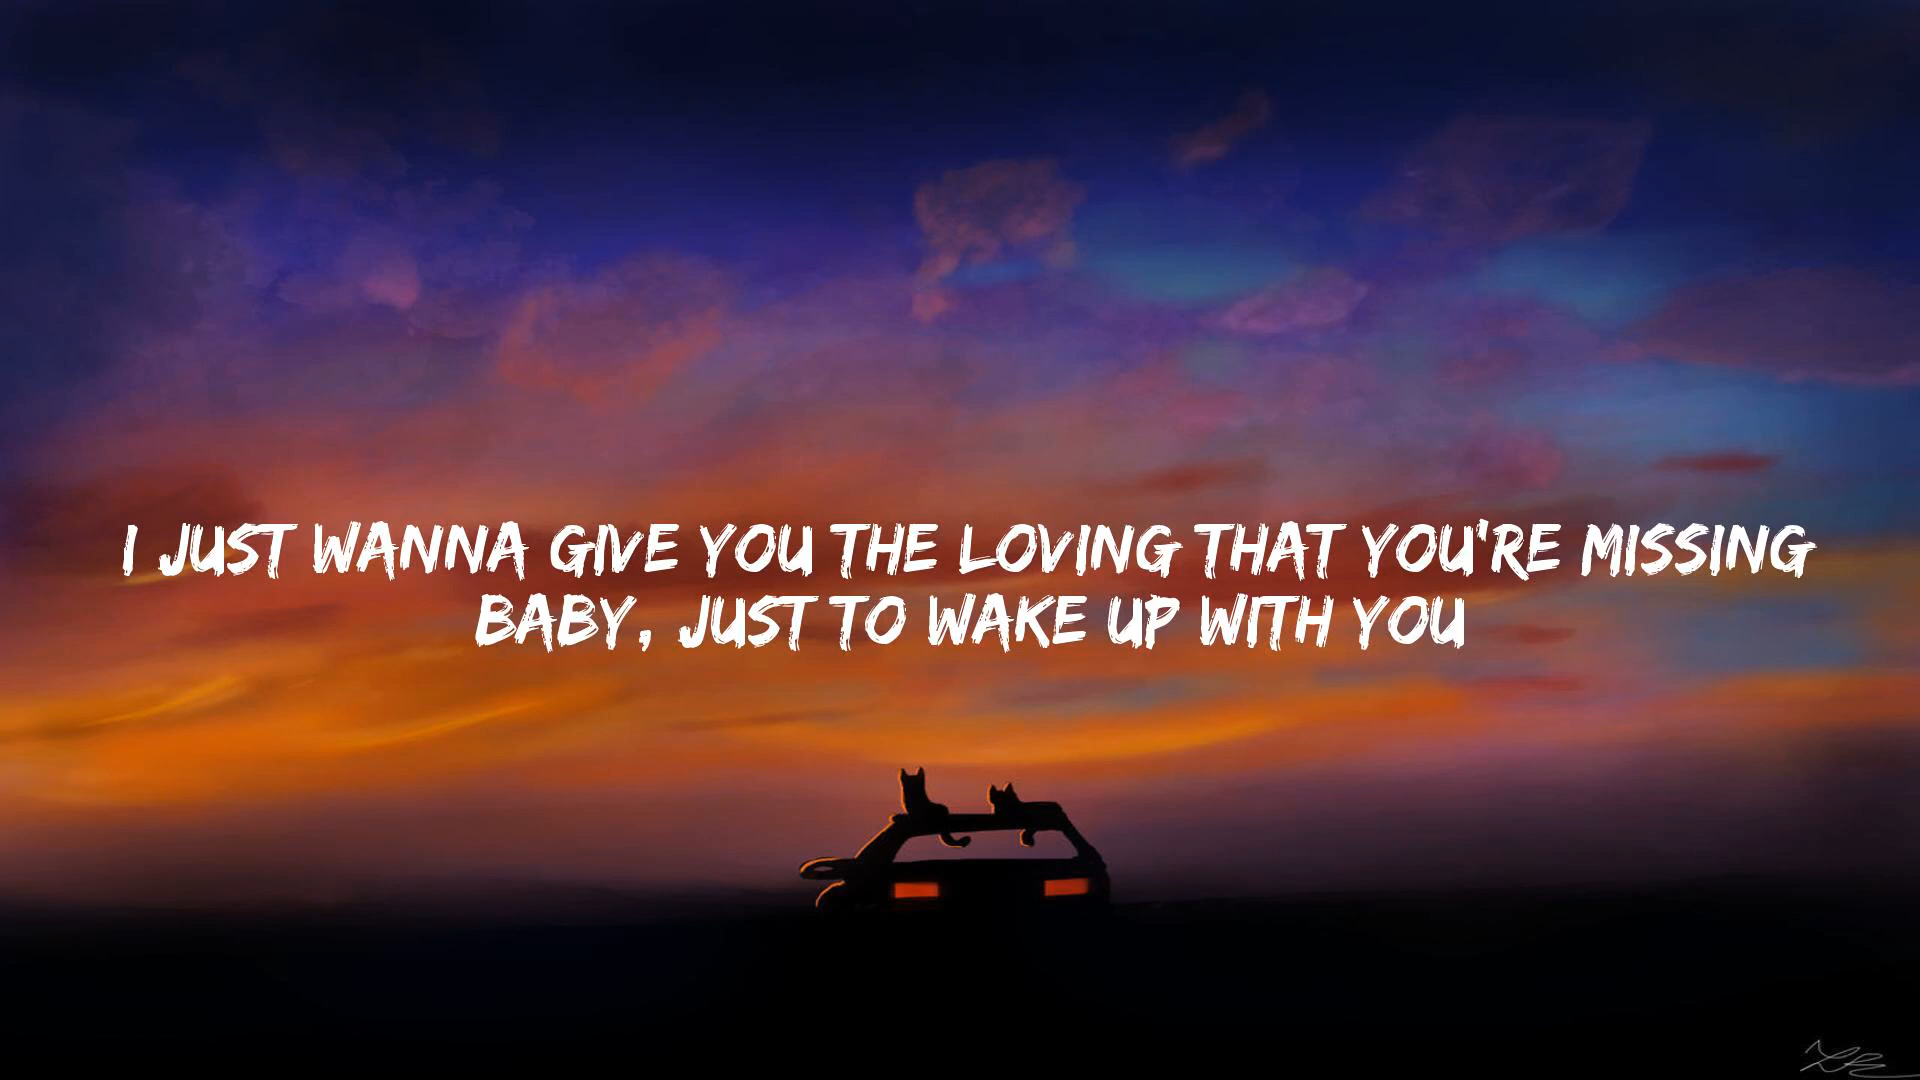 I JUST WANNA GIVE YOU THE LOVING THAT YOU'RE MISSING
BABY, JUST TO WAKE UP WITH YOU